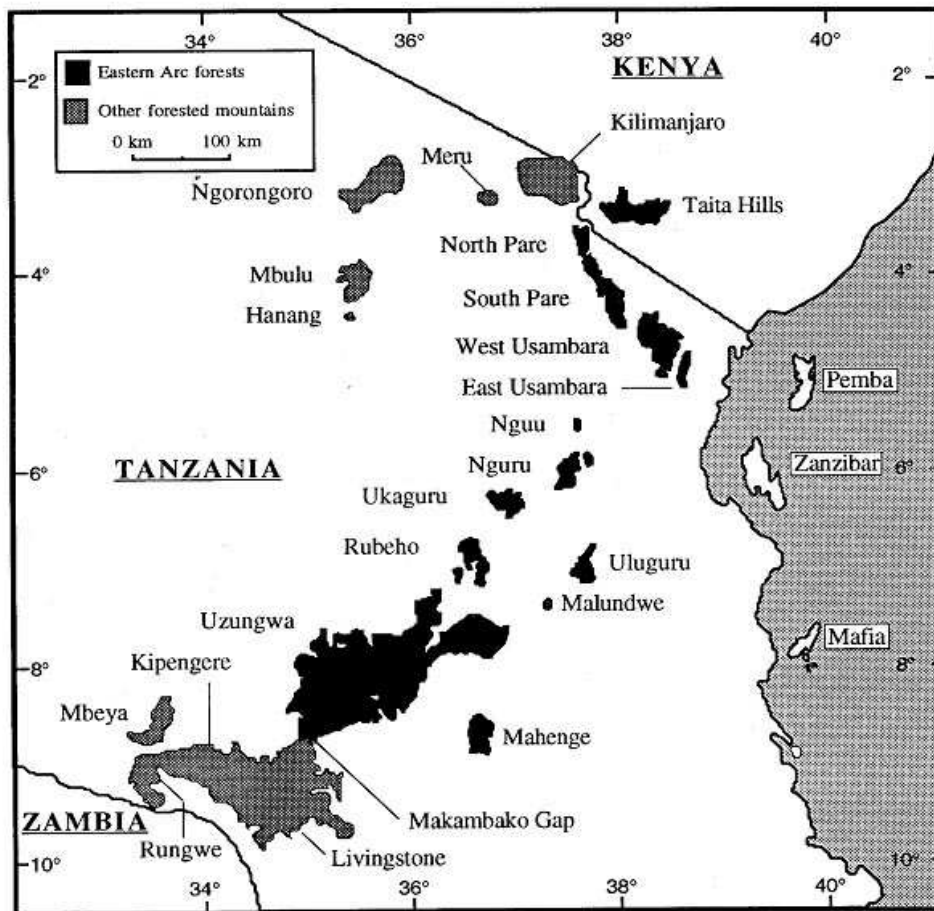 34° 36° 38° 40°
2° KENYA 2°
Eastern Arc forests
Other forested mountains
0 km 100 km
Kilimanjaro
Meru
Ngorongoro
Taita Hills
North Pare
4° Mbulu 4°
South Pare
Hanang
West Usambara
East Usambara
Pemba
Nguu
TANZANIA
Nguru
Zanzibar
6° 6°
Ukaguru
Rubeho
Uluguru
Malundwe
Uzungwa
Mafia
Kipengere
8° 8°
Mbeya
Mahenge
ZAMBIA
Makambako Gap
Rungwe
Livingstone
10° 10°
34° 36° 38° 40°